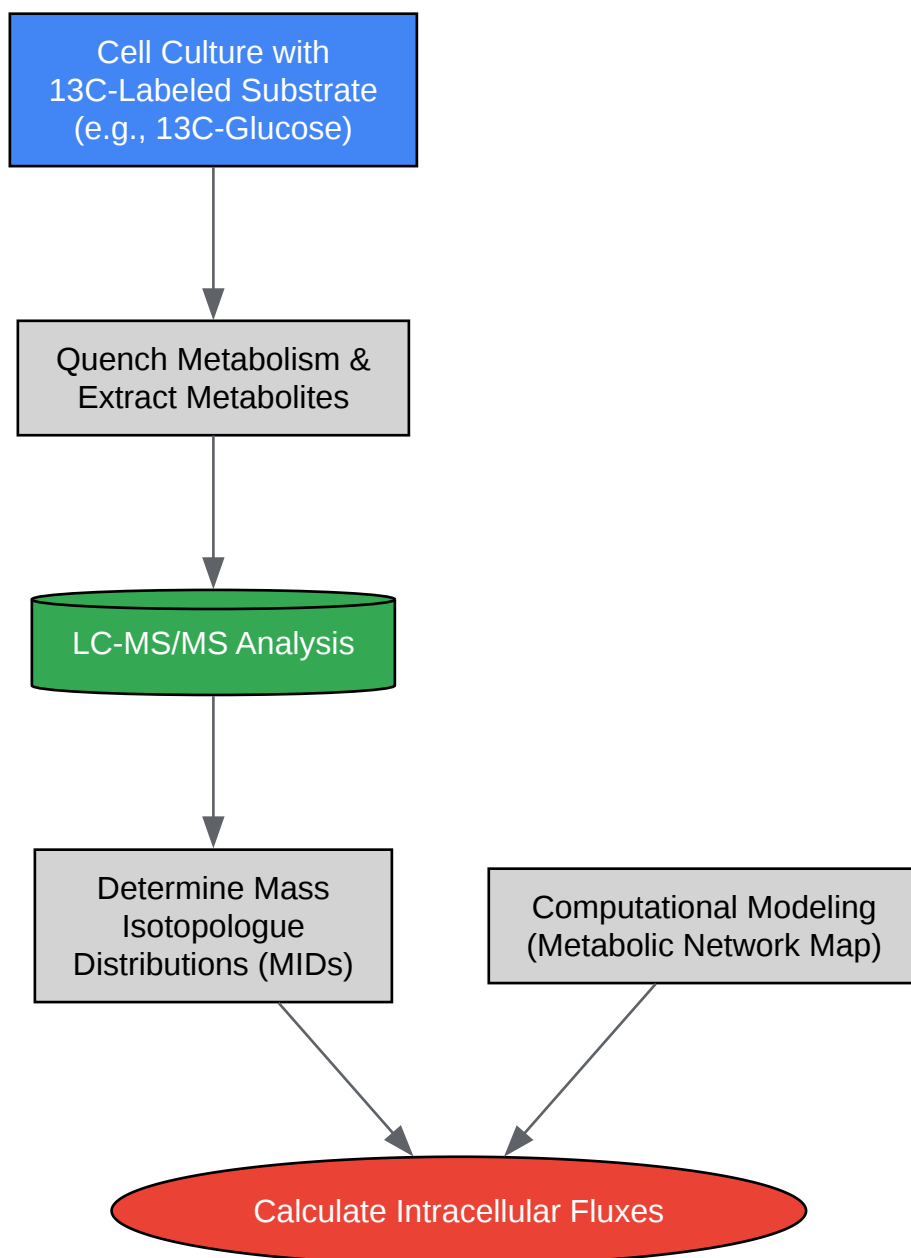 Cell Culture with
13C-Labeled Substrate
(e.g., 13C-Glucose)
Quench Metabolism &
Extract Metabolites
LC-MS/MS Analysis
Determine Mass
Isotopologue
Distributions (MIDs)
Computational Modeling
(Metabolic Network Map)
Calculate Intracellular Fluxes